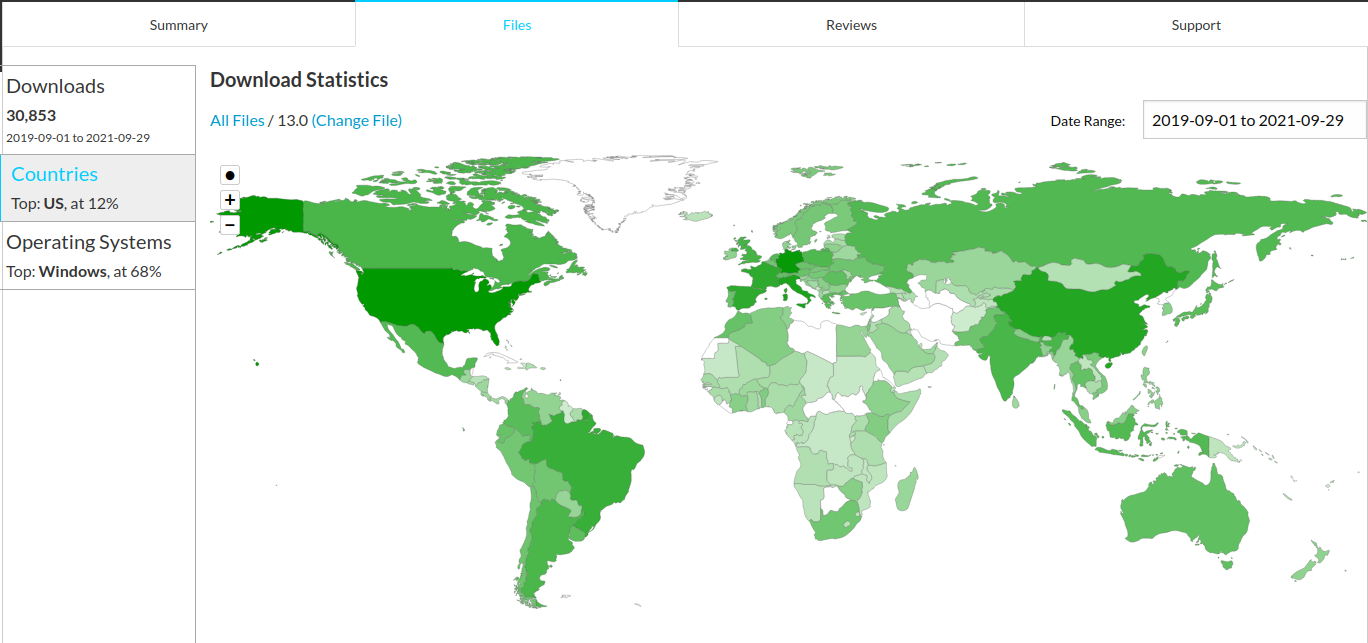 Summary
Files
Reviews
Support
Downloads
30,853
2019-09-01 to 2021-09-29
Countries
Top: US, at 12%
Operating Systems
Top: Windows, at 68%
Download Statistics
All Files / 13.0 (Change File)
Date Range:
2019-09-01 to 2021-09-29
+
−